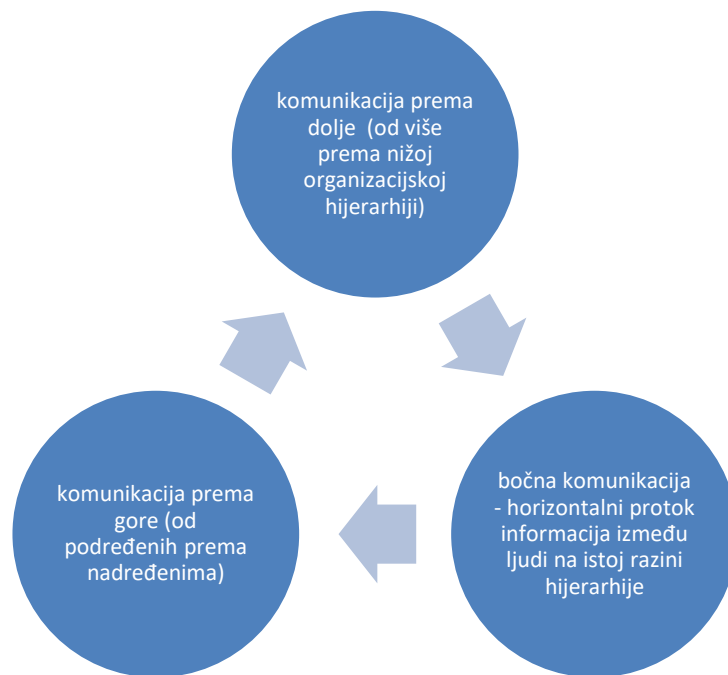 komunikacija prema
dolje (od više
prema nižoj
organizacijskoj
hijerarhiji)
bočna komunikacija
- horizontalni protok
informacija između
ljudi na istoj razini
hijerarhije
komunikacija prema
gore (od
podređenih prema
nadređenima)